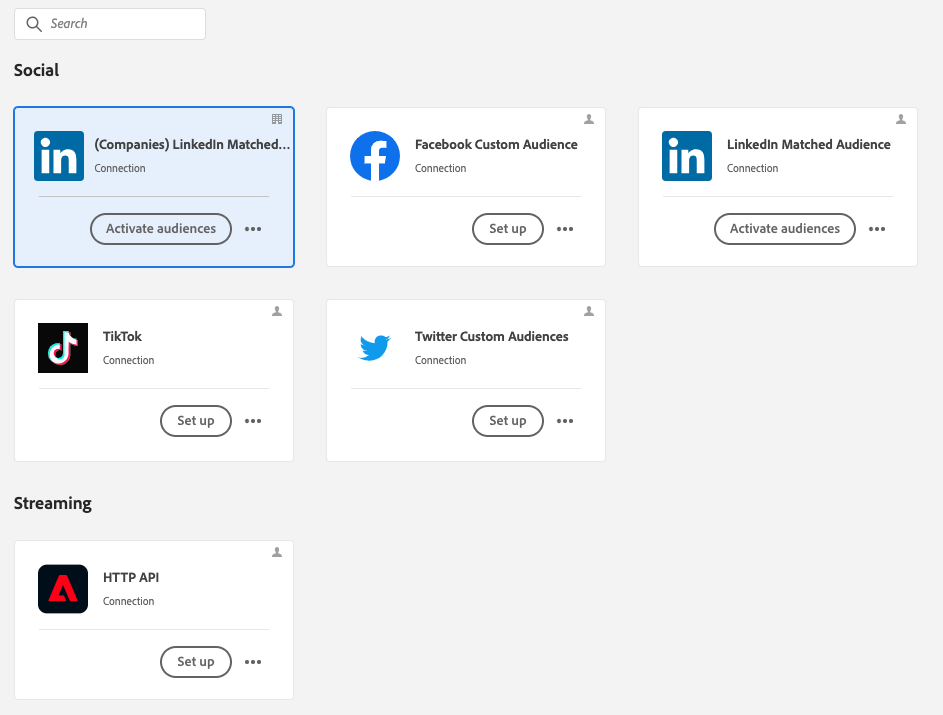 Search
Social
(Companies) LinkedIn Matched...
Connection
Activate audiences
Facebook Custom Audience
Connection
Set up
LinkedIn Matched Audience
Connection
Activate audiences
TikTok
Connection
Set up
Twitter Custom Audiences
Connection
Set up
Streaming
HTTP API
Connection
Set up